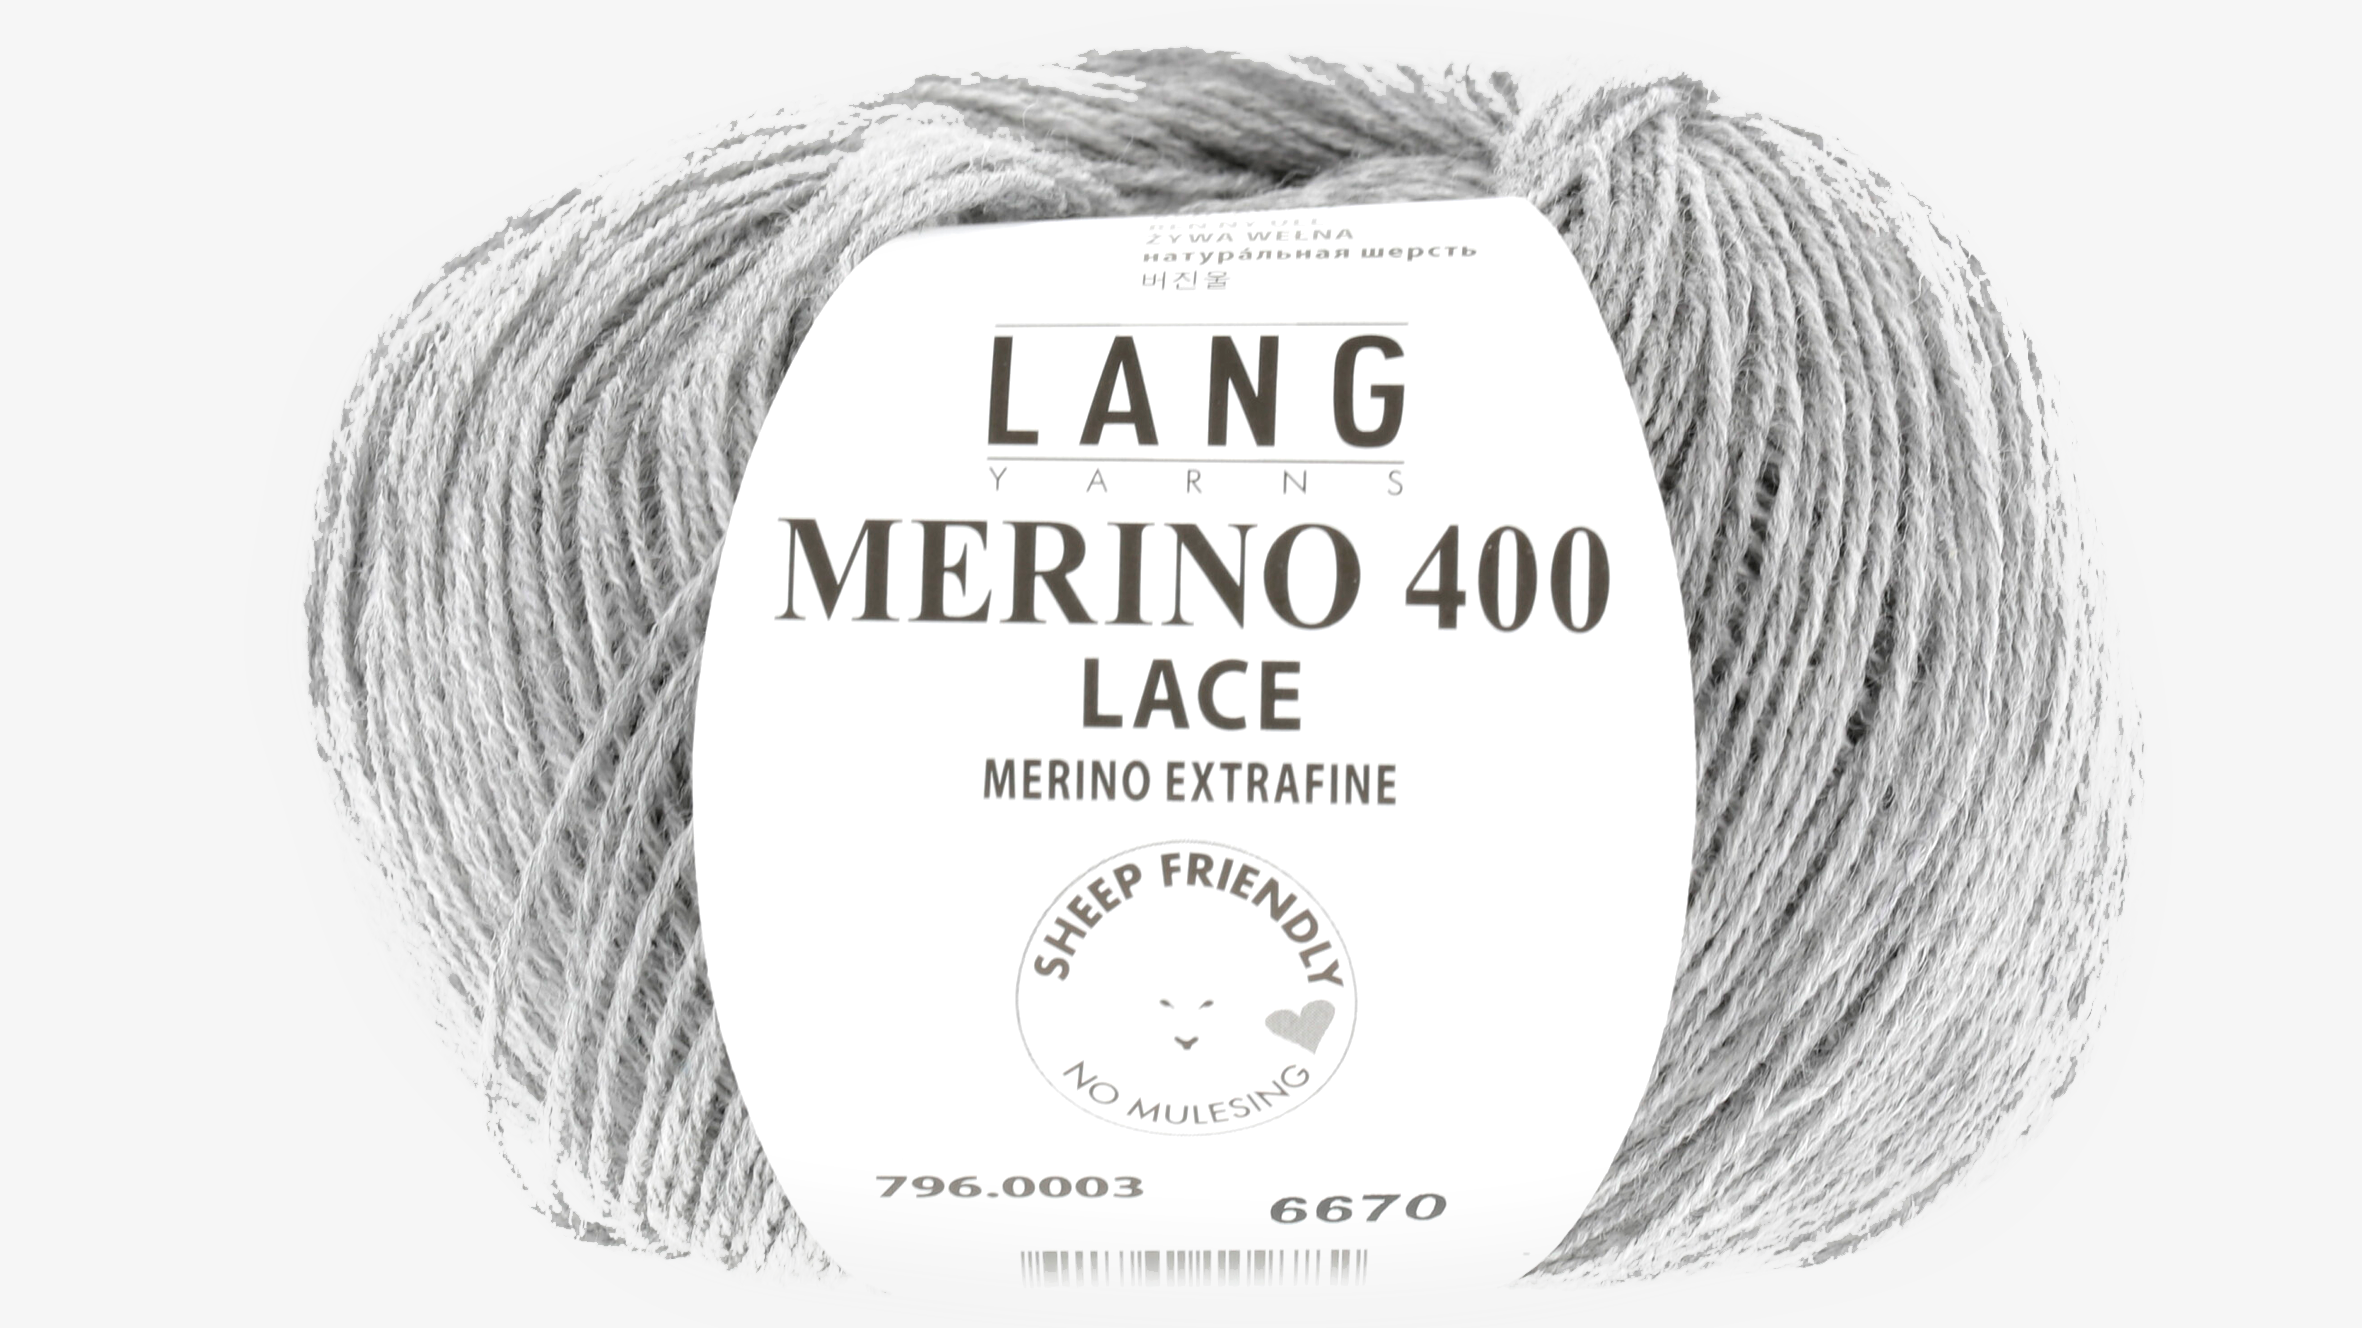 ŻYWA WEŁNA
натура́льная шерсть
버진울
LANG
YARNS
MERINO 400
LACE
MERINO EXTRAFINE
SHEEP FRIENDLY
NO MULESING
796.0003
6670